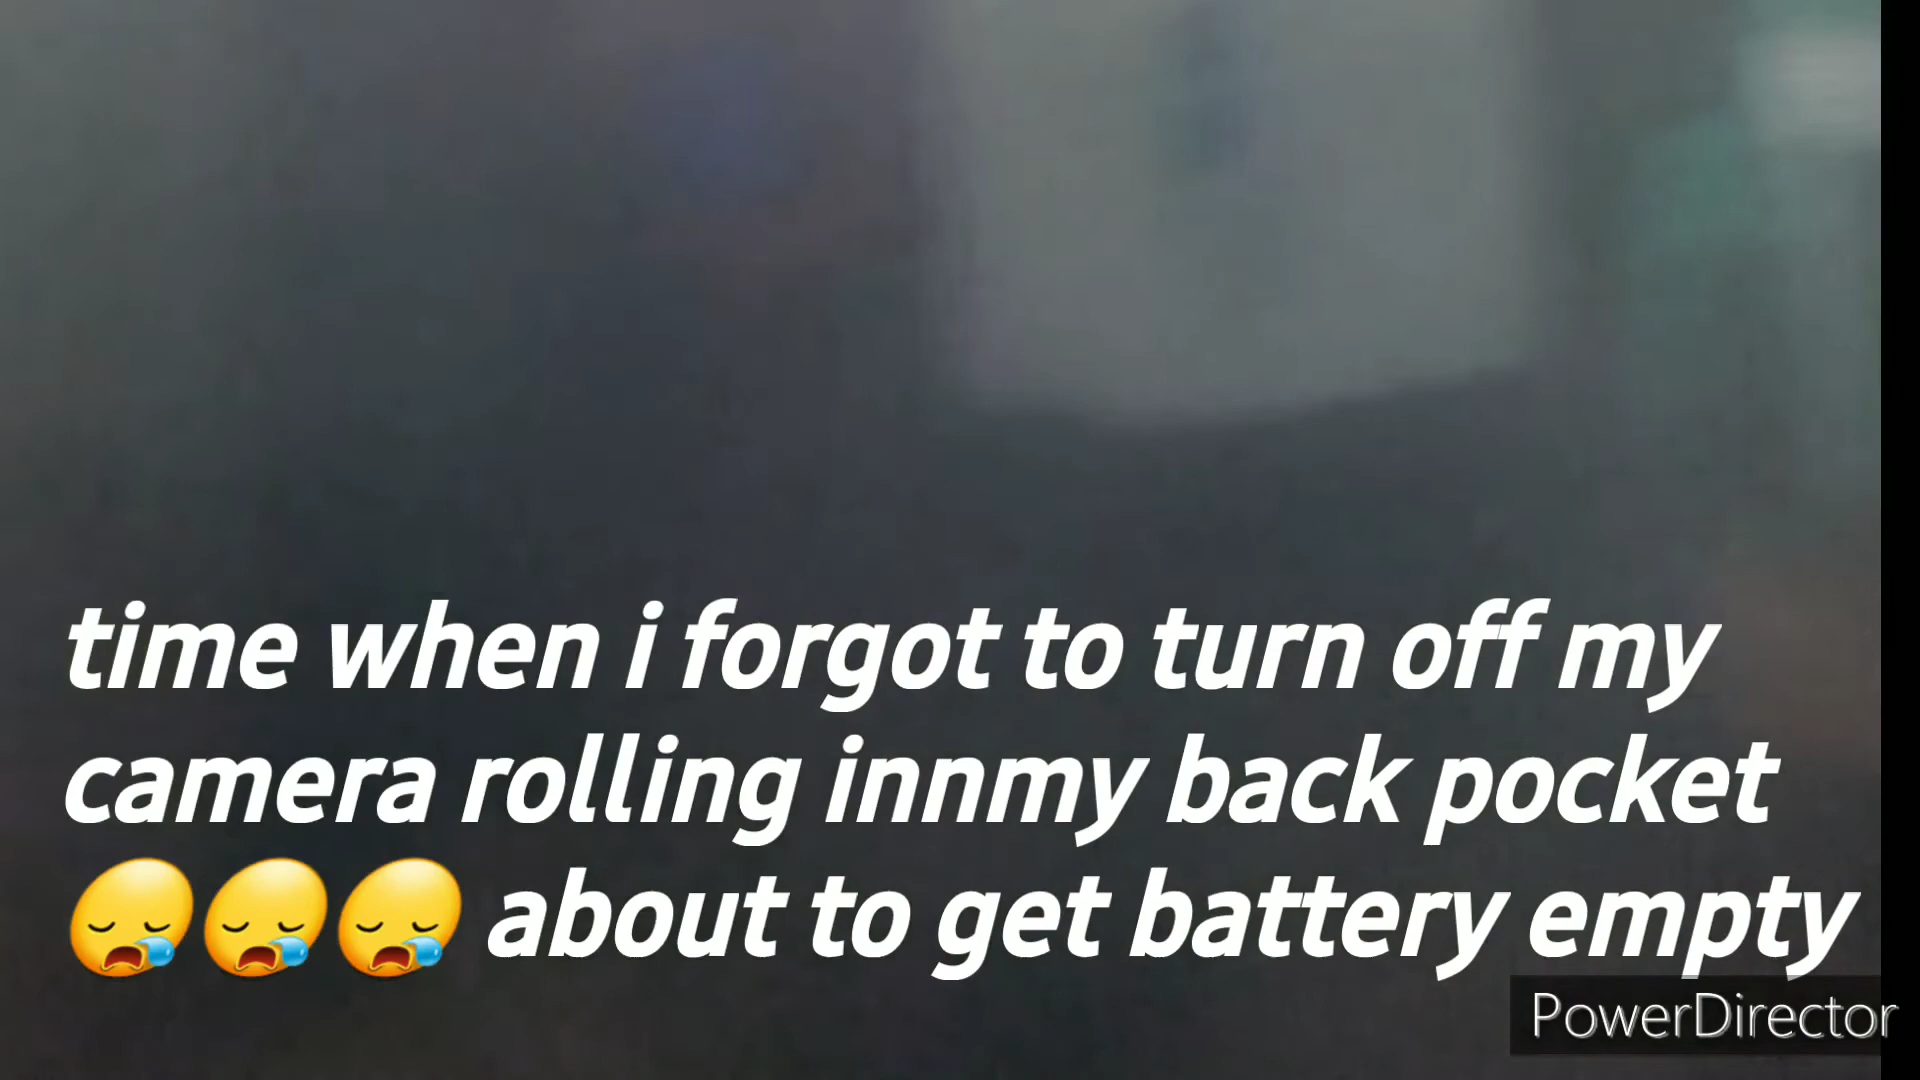 time when i forgot to turn off my
camera rolling innmy back pocket
😪😪😪 about to get battery empty
PowerDirector